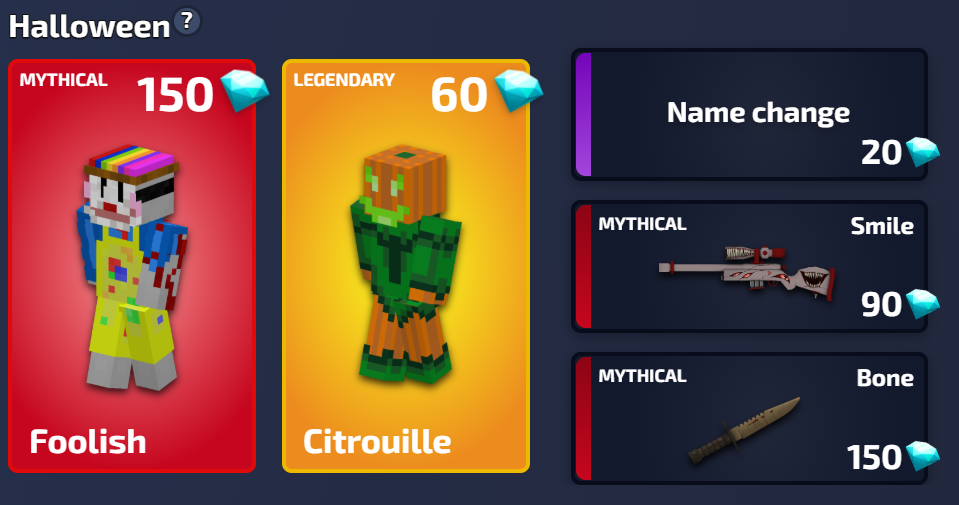 Halloween ?
MYTHICAL 150
Foolish
LEGENDARY 60
Citrouille
Name change
20
MYTHICAL Smile
90
MYTHICAL Bone
150